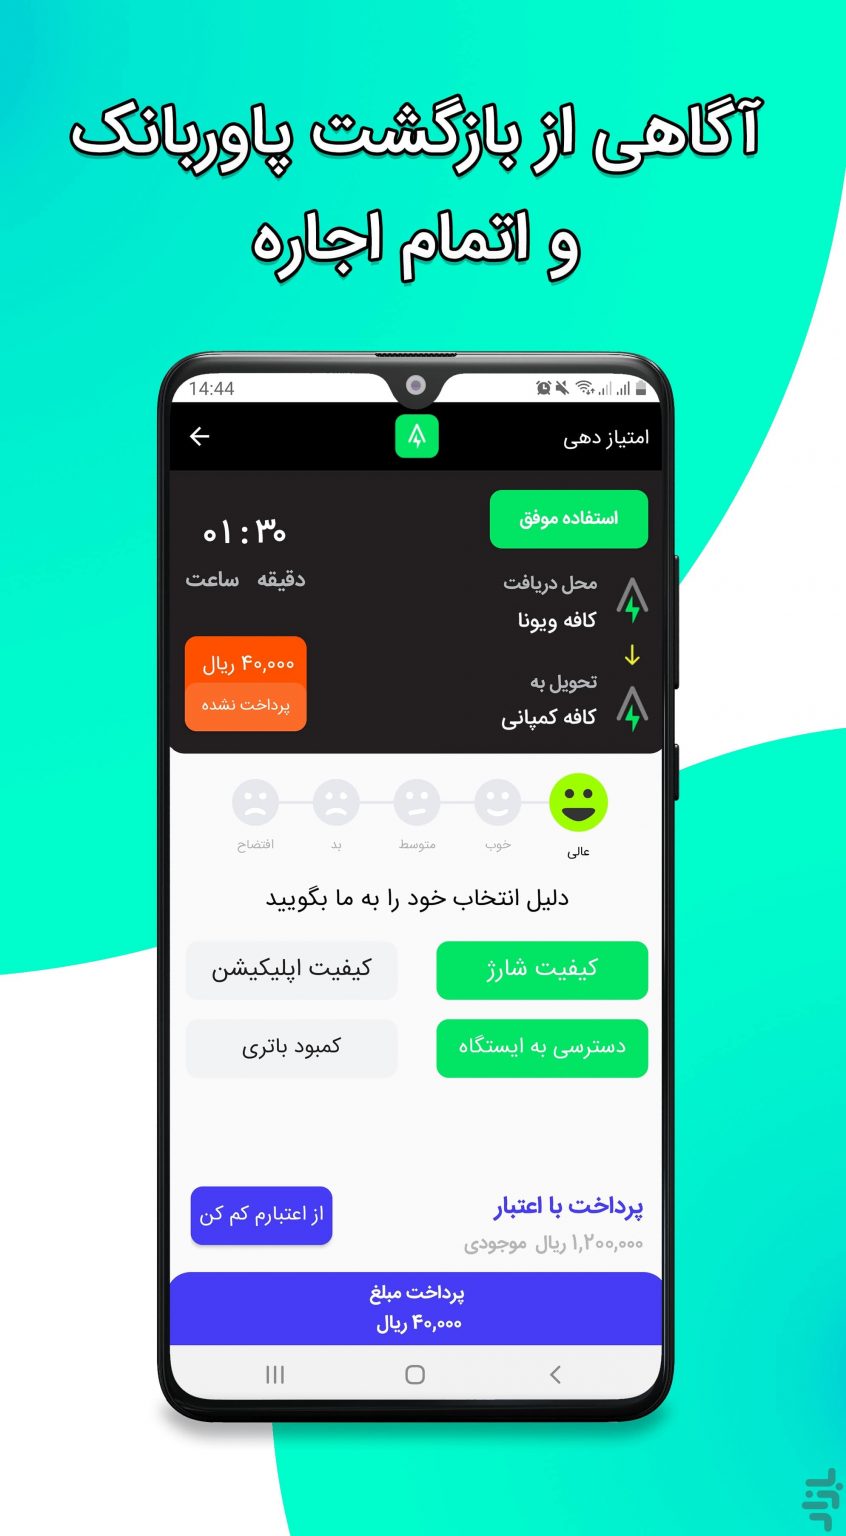 آگاهی از بازگشت پاوربانک
و اتمام اجاره
14:44
امتیاز دهی
استفاده موفق
۰۱:۳۰
دقیقه ساعت
محل دریافت
کافه ویونا
تحویل به
کافه کمپانی
۴۰,۰۰۰ ریال
پرداخت نشده
عالی
خوب
متوسط
بد
افتضاح
دلیل انتخاب خود را به ما بگویید
کیفیت شارژ
کیفیت اپلیکیشن
دسترسی به ایستگاه
کمبود باتری
پرداخت با اعتبار
۱,۲۰۰,۰۰۰ ریال موجودی
از اعتبارم کم کن
پرداخت مبلغ
۴۰,۰۰۰ ریال
بازار